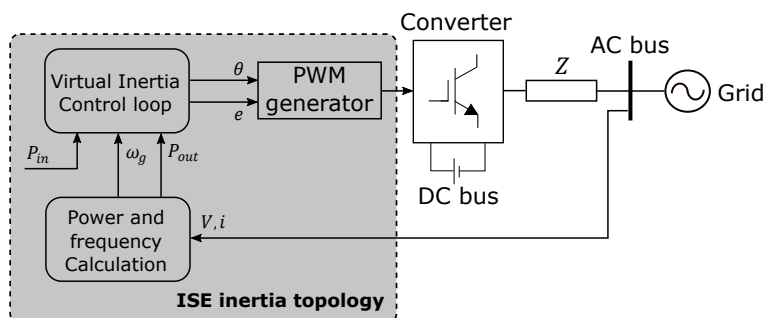 Converter
AC bus
Virtual Inertia
Control loop
θ
e
PWM
generator
Z
Grid
P_in
ω_g
P_out
DC bus
Power and
frequency
Calculation
V, i
ISE inertia topology